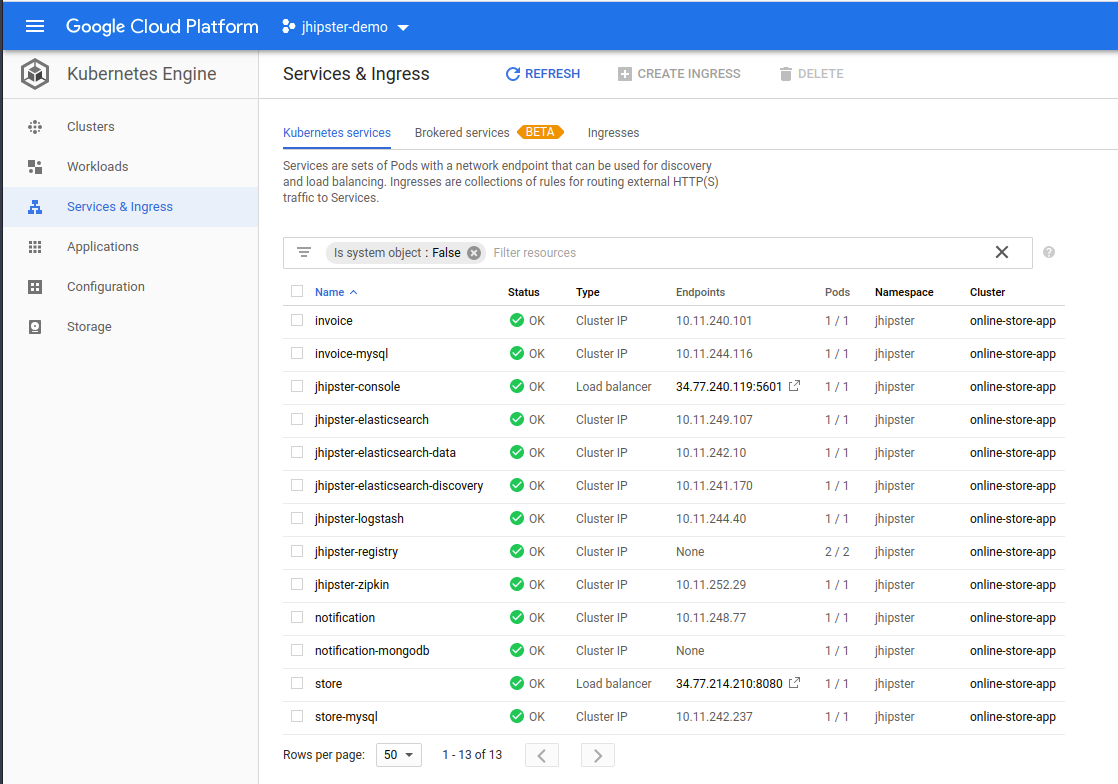 Google Cloud Platform jhipster-demo
Kubernetes Engine
Services & Ingress REFRESH CREATE INGRESS DELETE
Clusters
Workloads
Services & Ingress
Applications
Configuration
Storage
Kubernetes services Brokered services BETA Ingresses
Services are sets of Pods with a network endpoint that can be used for discovery
and load balancing. Ingresses are collections of rules for routing external HTTP(S)
traffic to Services.
Is system object : False Filter resources
Name Status Type Endpoints Pods Namespace Cluster
invoice OK Cluster IP 10.11.240.101 1 / 1 jhipster online-store-app
invoice-mysql OK Cluster IP 10.11.244.116 1 / 1 jhipster online-store-app
jhipster-console OK Load balancer 34.77.240.119:5601 1 / 1 jhipster online-store-app
jhipster-elasticsearch OK Cluster IP 10.11.249.107 1 / 1 jhipster online-store-app
jhipster-elasticsearch-data OK Cluster IP 10.11.242.10 1 / 1 jhipster online-store-app
jhipster-elasticsearch-discovery OK Cluster IP 10.11.241.170 1 / 1 jhipster online-store-app
jhipster-logstash OK Cluster IP 10.11.244.40 1 / 1 jhipster online-store-app
jhipster-registry OK Cluster IP None 2 / 2 jhipster online-store-app
jhipster-zipkin OK Cluster IP 10.11.252.29 1 / 1 jhipster online-store-app
notification OK Cluster IP 10.11.248.77 1 / 1 jhipster online-store-app
notification-mongodb OK Cluster IP None 1 / 1 jhipster online-store-app
store OK Load balancer 34.77.214.210:8080 1 / 1 jhipster online-store-app
store-mysql OK Cluster IP 10.11.242.237 1 / 1 jhipster online-store-app
Rows per page: 50 1 - 13 of 13